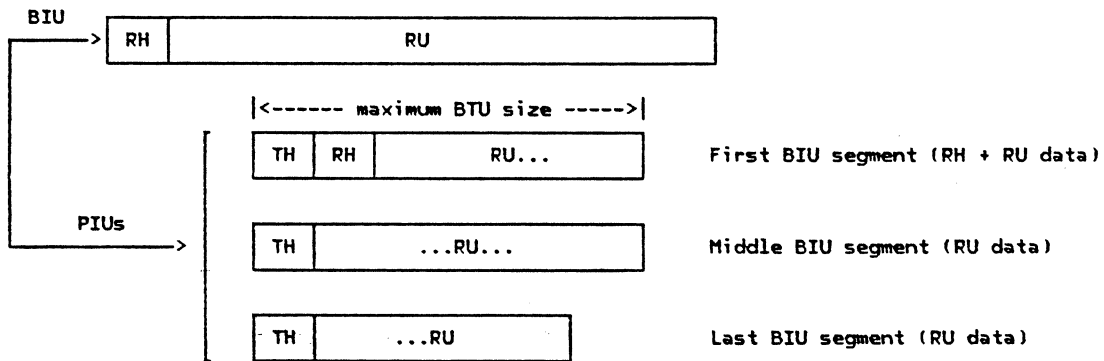 BIU
RH RU
|<------ maximum BTU size ----->|
TH RH RU... First BIU segment (RH + RU data)
PIUs
TH ...RU... Middle BIU segment (RU data)
TH ...RU Last BIU segment (RU data)